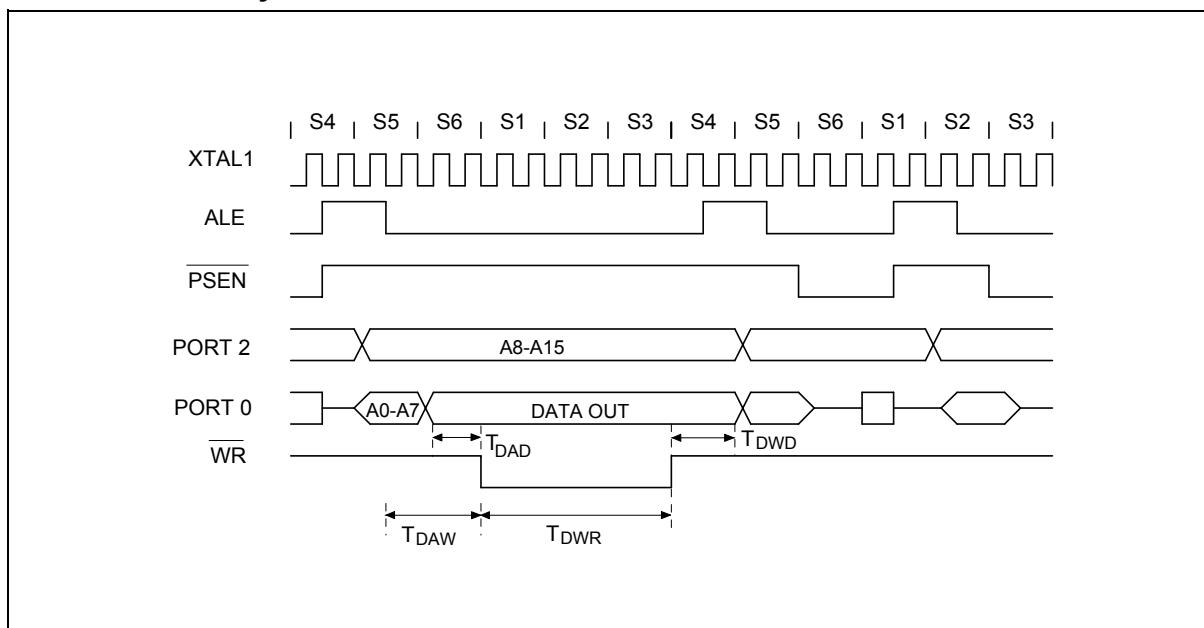 | S4 | S5 | S6 | S1 | S2 | S3 | S4 | S5 | S6 | S1 | S2 | S3 |
XTAL1
ALE
PSEN
PORT 2
A8-A15
PORT 0
A0-A7
DATA OUT
TDAD
TDWD
WR
TDAW
TDWR